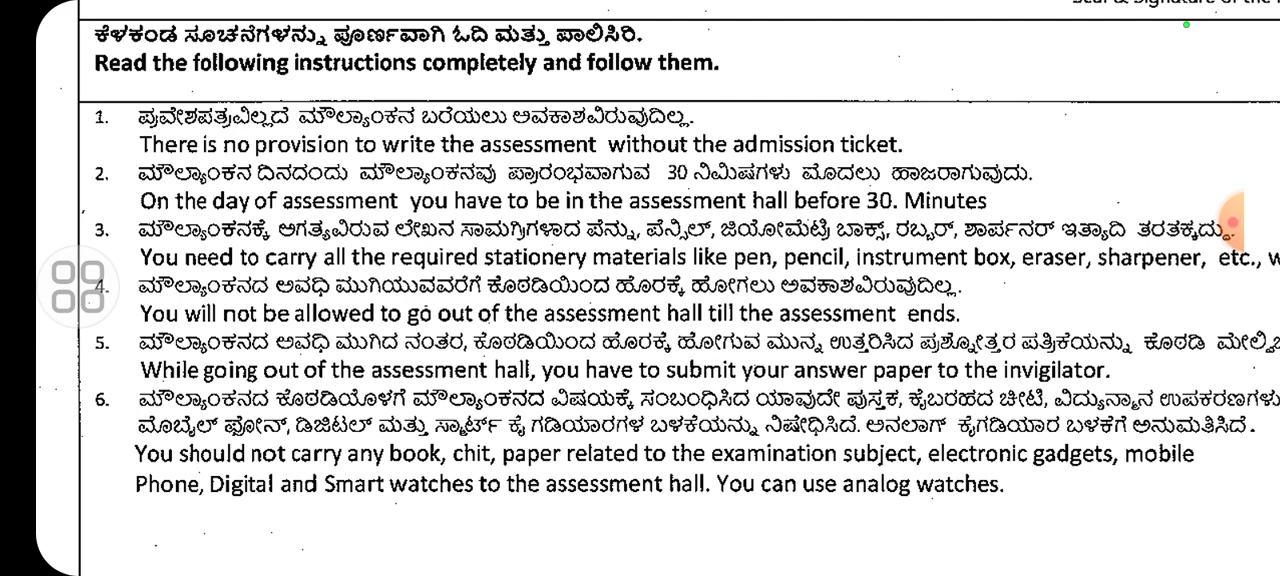 ಕೆಳಕಂಡ ಸೂಚನೆಗಳನ್ನು ಪೂರ್ಣವಾಗಿ ಓದಿ ಮತ್ತು ಪಾಲಿಸಿರಿ.
Read the following instructions completely and follow them.
1. ಪ್ರವೇಶಪತ್ರವಿಲ್ಲದೆ ಮೌಲ್ಯಾಂಕನ ಬರೆಯಲು ಅವಕಾಶವಿರುವುದಿಲ್ಲ.
There is no provision to write the assessment without the admission ticket.
2. ಮೌಲ್ಯಾಂಕನ ದಿನದಂದು ಮೌಲ್ಯಾಂಕನವು ಪ್ರಾರಂಭವಾಗುವ 30 ನಿಮಿಷಗಳು ಮೊದಲು ಹಾಜರಾಗುವುದು.
On the day of assessment you have to be in the assessment hall before 30. Minutes
3. ಮೌಲ್ಯಾಂಕನಕ್ಕೆ ಅಗತ್ಯವಿರುವ ಲೇಖನ ಸಾಮಗ್ರಿಗಳಾದ ಪೆನ್ನು, ಪೆನ್ಸಿಲ್, ಜಿಯೋಮೆಟ್ರಿ ಬಾಕ್ಸ್, ರಬ್ಬರ್, ಶಾರ್ಪನರ್ ಇತ್ಯಾದಿ ತರತಕ್ಕದ್ದು.
You need to carry all the required stationery materials like pen, pencil, instrument box, eraser, sharpener, etc.,
4. ಮೌಲ್ಯಾಂಕನದ ಅವಧಿ ಮುಗಿಯುವವರೆಗೆ ಕೊಠಡಿಯಿಂದ ಹೊರಕ್ಕೆ ಹೋಗಲು ಅವಕಾಶವಿರುವುದಿಲ್ಲ.
You will not be allowed to go out of the assessment hall till the assessment ends.
5. ಮೌಲ್ಯಾಂಕನದ ಅವಧಿ ಮುಗಿದ ನಂತರ, ಕೊಠಡಿಯಿಂದ ಹೊರಕ್ಕೆ ಹೋಗುವ ಮುನ್ನ ಉತ್ತರಿಸಿದ ಪ್ರಶ್ನೋತ್ತರ ಪತ್ರಿಕೆಯನ್ನು ಕೊಠಡಿ
While going out of the assessment hall, you have to submit your answer paper to the invigilator.
6. ಮೌಲ್ಯಾಂಕನದ ಕೊಠಡಿಯೊಳಗೆ ಮೌಲ್ಯಾಂಕನದ ವಿಷಯಕ್ಕೆ ಸಂಬಂಧಿಸಿದ ಯಾವುದೇ ಪುಸ್ತಕ, ಕೈಬರಹದ ಚೀಟಿ, ವಿದ್ಯುನ್ಮಾನ ಉಪಕರಣಗಳು
ಮೊಬೈಲ್ ಫೋನ್, ಡಿಜಿಟಲ್ ಮತ್ತು ಸ್ಮಾರ್ಟ್ ಕೈ ಗಡಿಯಾರಗಳ ಬಳಕೆಯನ್ನು ನಿಷೇಧಿಸಿದೆ. ಅನಲಾಗ್ ಕೈಗಡಿಯಾರ ಬಳಕೆಗೆ ಅನುಮತಿಸಿದೆ.
You should not carry any book, chit, paper related to the examination subject, electronic gadgets, mobile
Phone, Digital and Smart watches to the assessment hall. You can use analog watches.